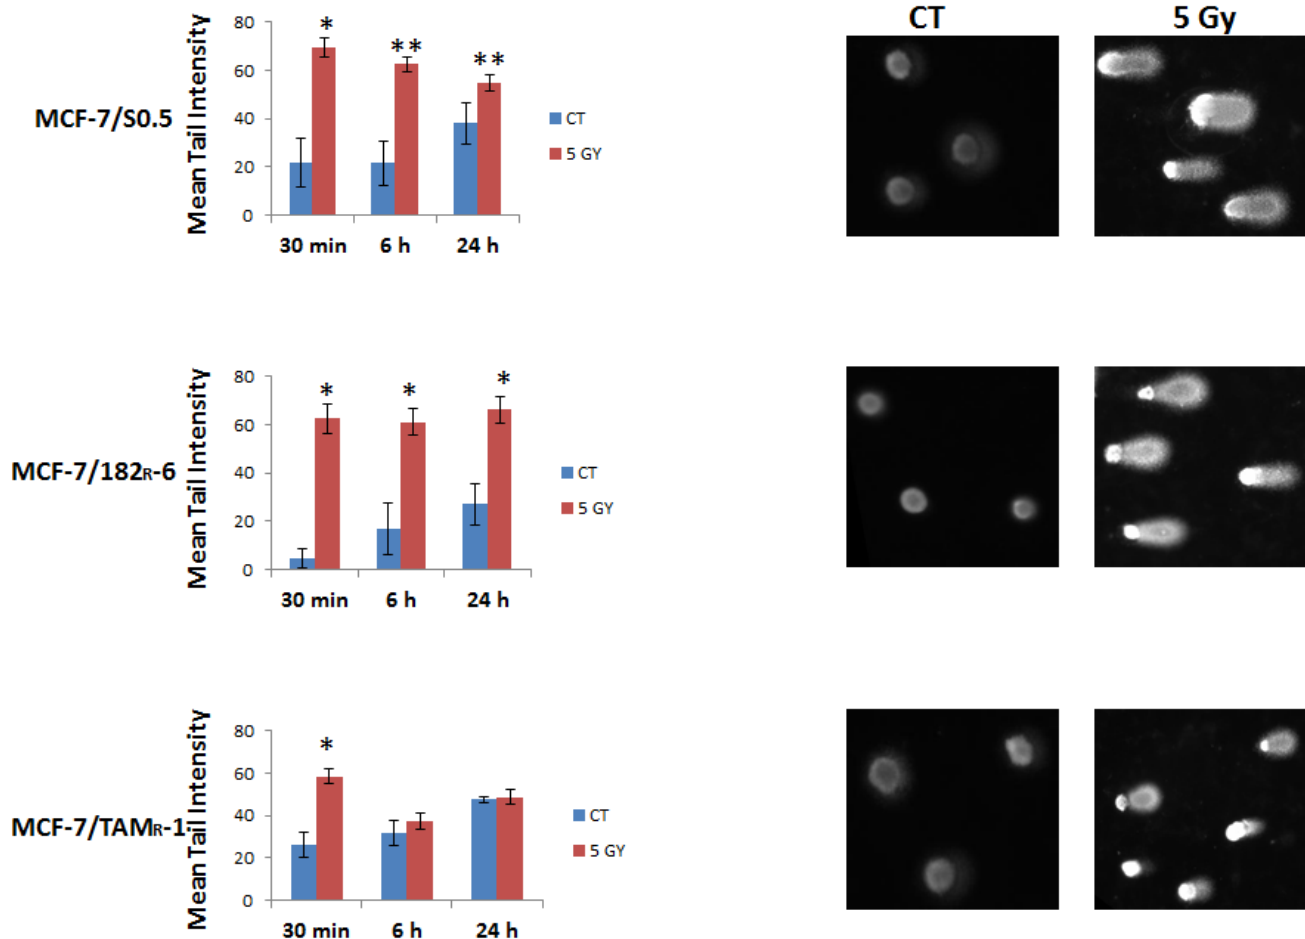 CT 5 Gy
MCF-7/S0.5
Mean Tail Intensity
80
60
40
20
0
* ** **
30 min 6 h 24 h
CT
5 GY
MCF-7/182R-6
Mean Tail Intensity
80
60
40
20
0
* * *
30 min 6 h 24 h
CT
5 GY
MCF-7/TAMR-1
Mean Tail Intensity
80
60
40
20
0
*
30 min 6 h 24 h
CT
5 GY